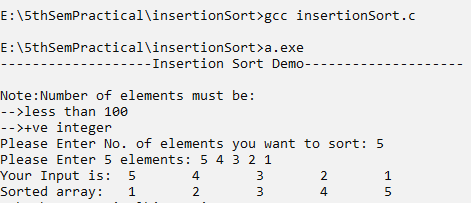 E:\5thSemPractical\insertionSort>gcc insertionSort.c
E:\5thSemPractical\insertionSort>a.exe
-------------------Insertion Sort Demo--------------------
Note:Number of elements must be:
-->less than 100
-->+ve integer
Please Enter No. of elements you want to sort: 5
Please Enter 5 elements: 5 4 3 2 1
Your Input is:  5       4       3       2       1
Sorted array:   1       2       3       4       5